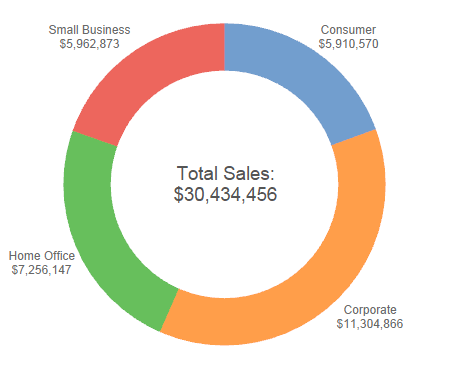 Small Business
$5,962,873
Consumer
$5,910,570
Total Sales:
$30,434,456
Home Office
$7,256,147
Corporate
$11,304,866